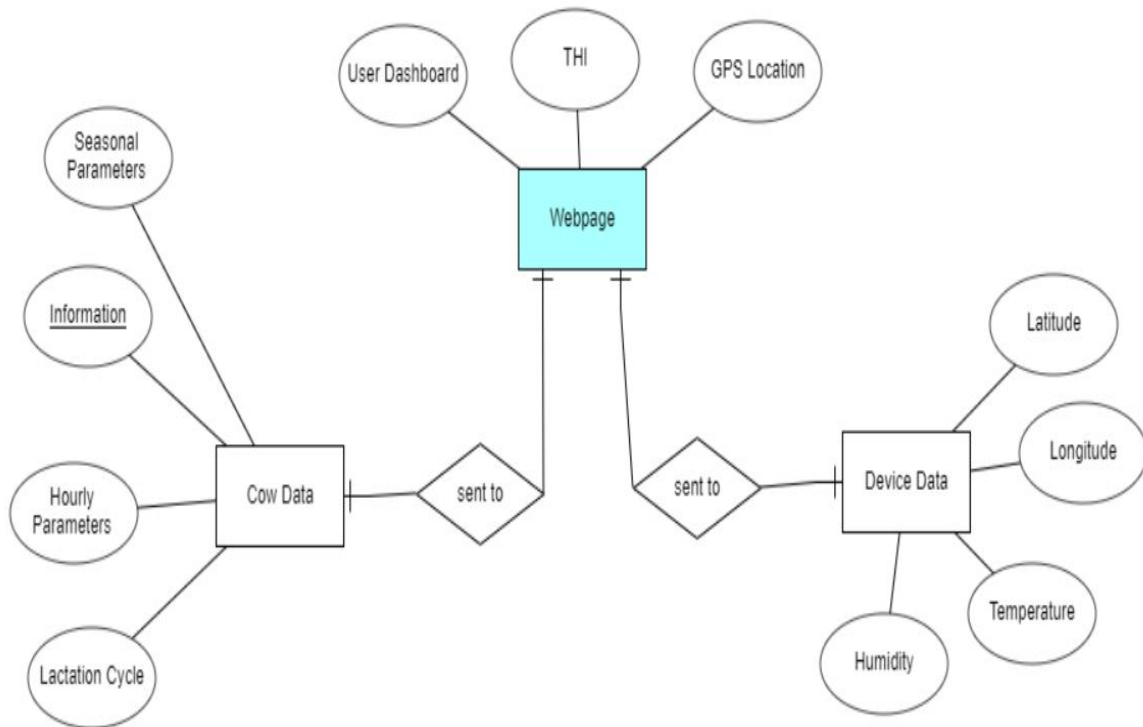 User Dashboard
THI
GPS Location
Seasonal
Parameters
Webpage
Information
Latitude
Hourly
Parameters
Cow Data
sent to
sent to
Device Data
Longitude
Lactation Cycle
Humidity
Temperature